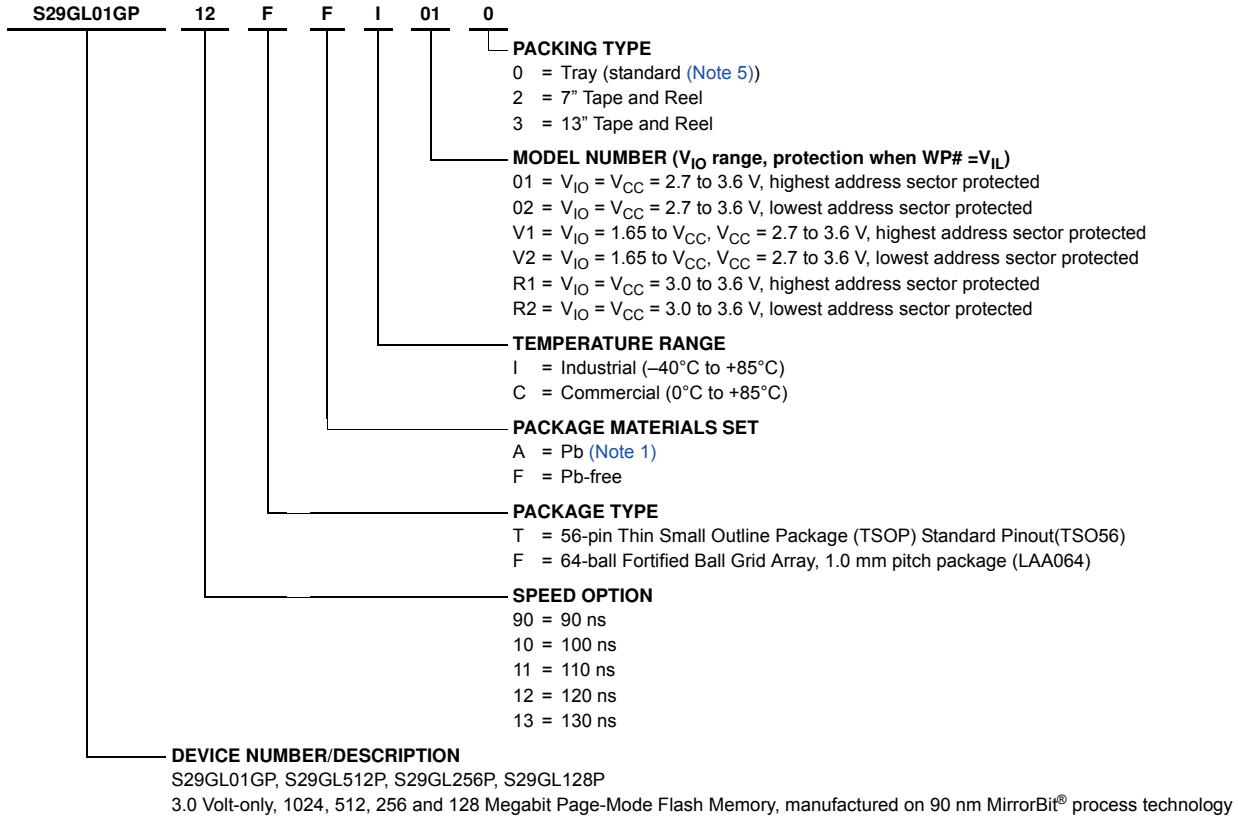 S29GL01GP 12 F F I 01 0
PACKING TYPE
0 = Tray (standard (Note 5))
2 = 7” Tape and Reel
3 = 13” Tape and Reel
MODEL NUMBER (VIO range, protection when WP# =VIL)
01 = VIO = VCC = 2.7 to 3.6 V, highest address sector protected
02 = VIO = VCC = 2.7 to 3.6 V, lowest address sector protected
V1 = VIO = 1.65 to VCC, VCC = 2.7 to 3.6 V, highest address sector protected
V2 = VIO = 1.65 to VCC, VCC = 2.7 to 3.6 V, lowest address sector protected
R1 = VIO = VCC = 3.0 to 3.6 V, highest address sector protected
R2 = VIO = VCC = 3.0 to 3.6 V, lowest address sector protected
TEMPERATURE RANGE
I = Industrial (–40°C to +85°C)
C = Commercial (0°C to +85°C)
PACKAGE MATERIALS SET
A = Pb (Note 1)
F = Pb-free
PACKAGE TYPE
T = 56-pin Thin Small Outline Package (TSOP) Standard Pinout(TSO56)
F = 64-ball Fortified Ball Grid Array, 1.0 mm pitch package (LAA064)
SPEED OPTION
90 = 90 ns
10 = 100 ns
11 = 110 ns
12 = 120 ns
13 = 130 ns
DEVICE NUMBER/DESCRIPTION
S29GL01GP, S29GL512P, S29GL256P, S29GL128P
3.0 Volt-only, 1024, 512, 256 and 128 Megabit Page-Mode Flash Memory, manufactured on 90 nm MirrorBit® process technology